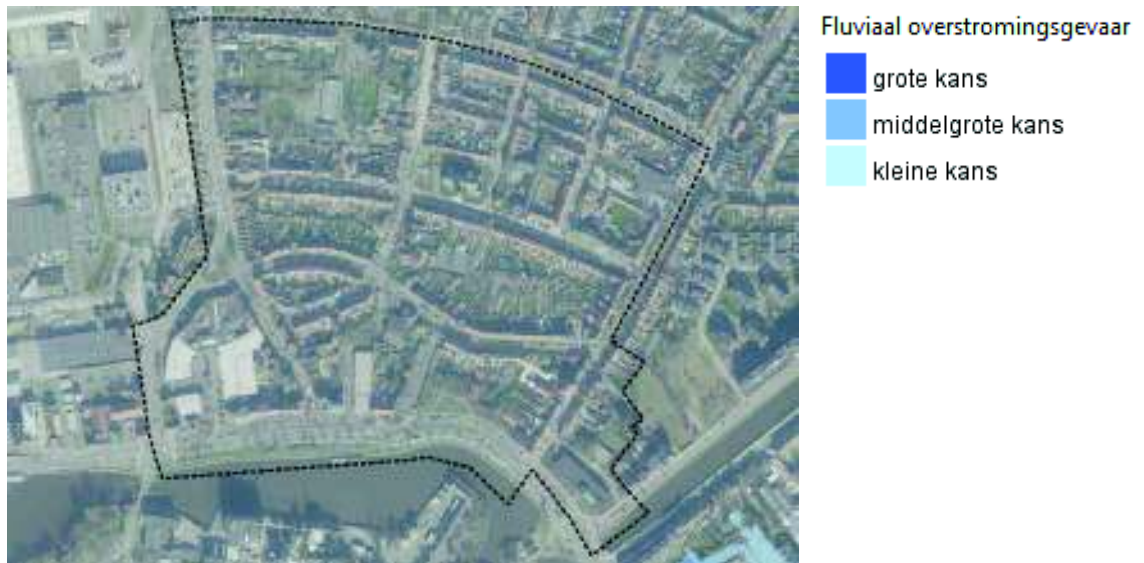 Fluviaal overstromingsgevaar
grote kans
middelgrote kans
kleine kans